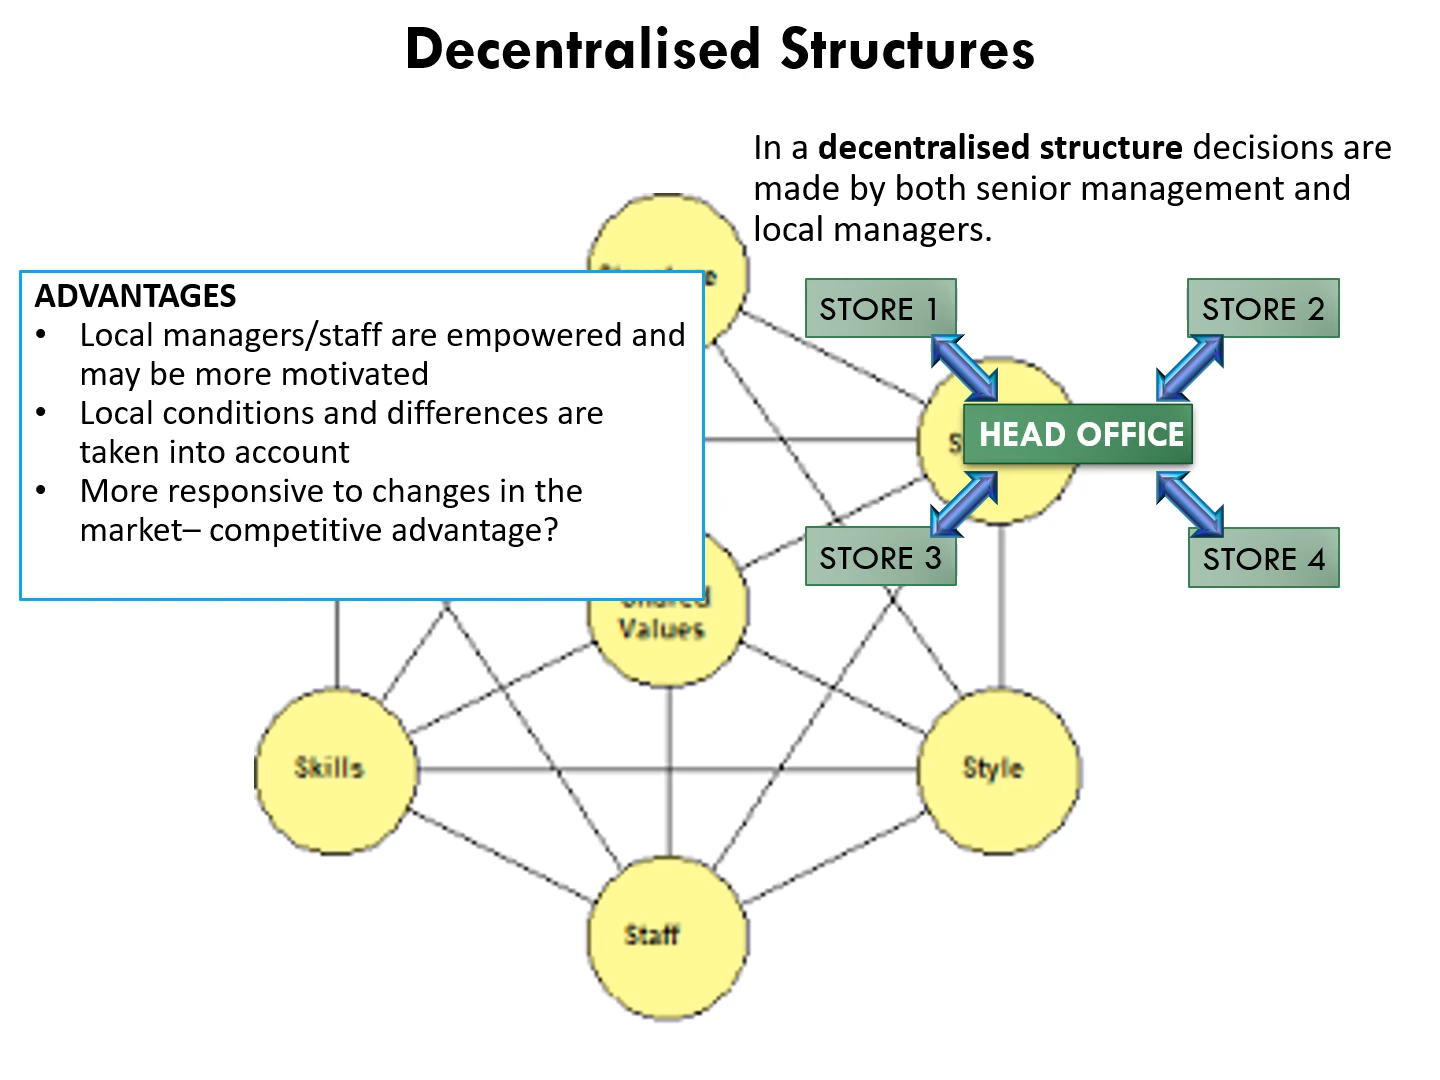 Decentralised Structures
In a decentralised structure decisions are
made by both senior management and
local managers.
ADVANTAGES
• Local managers/staff are empowered and
may be more motivated
• Local conditions and differences are
taken into account
• More responsive to changes in the
market– competitive advantage?
STORE 1
STORE 2
HEAD OFFICE
STORE 3
STORE 4
Values
Skills
Style
Staff